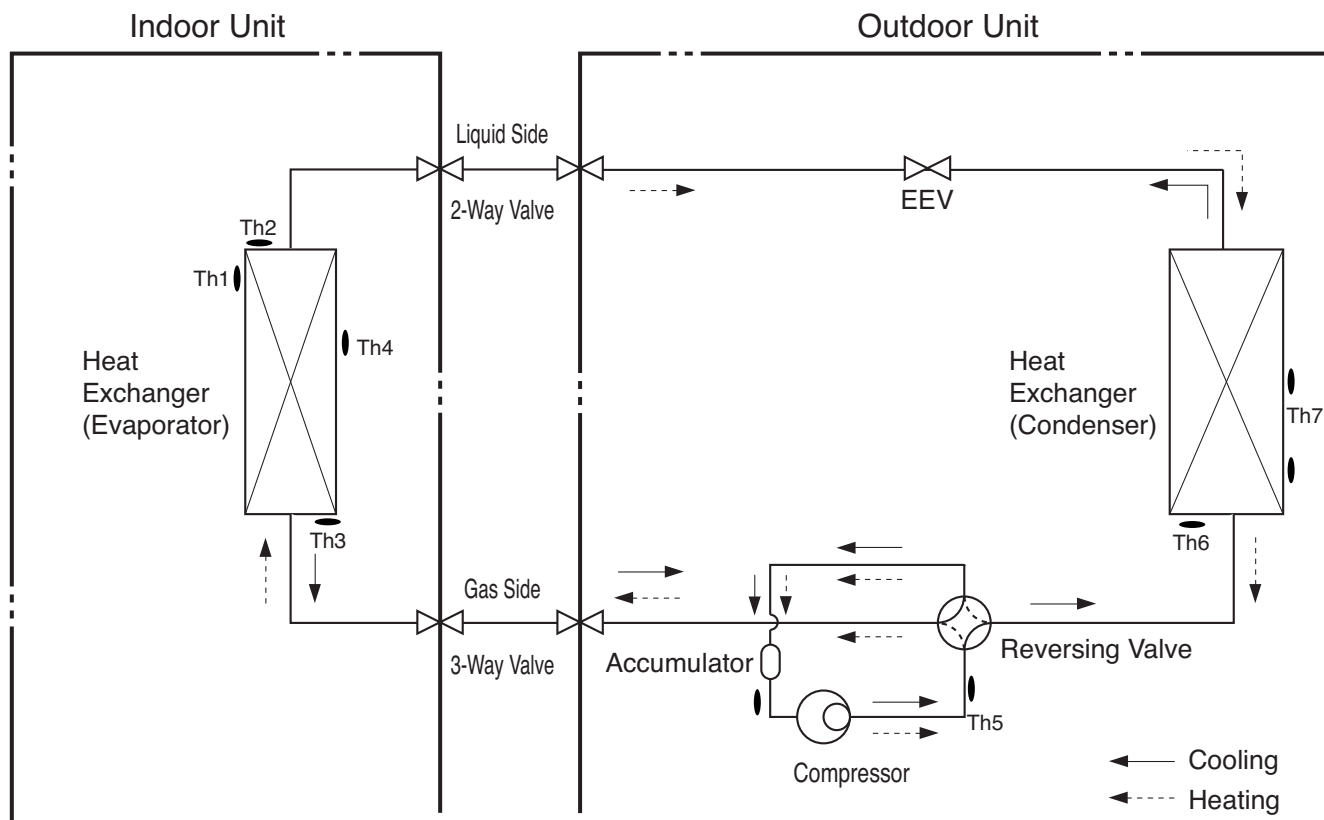 Indoor Unit
Outdoor Unit
Liquid Side
2-Way Valve
EEV
Th2
Th1
Th4
Heat
Exchanger
(Evaporator)
Heat
Exchanger
(Condenser)
Th7
Th3
Th6
Gas Side
3-Way Valve
Accumulator
Reversing Valve
Th5
Compressor
Cooling
Heating